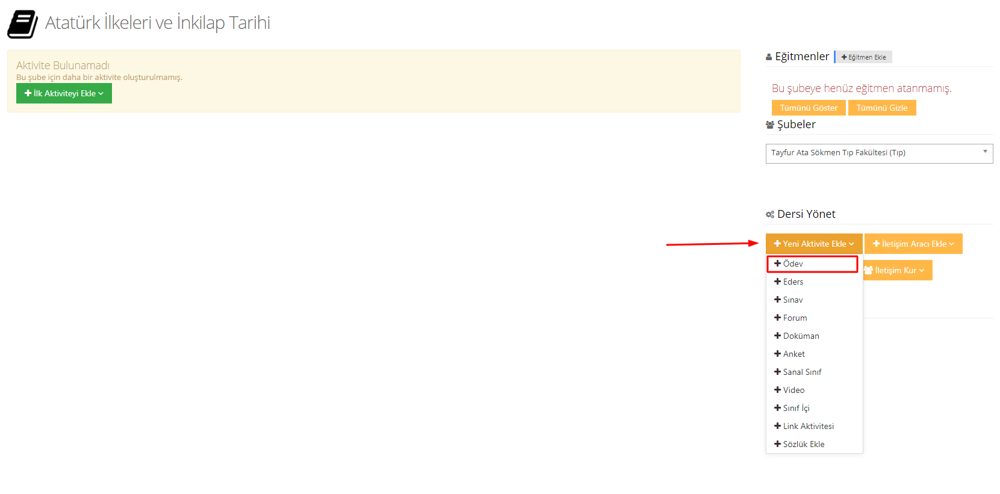 Atatürk İlkeleri ve İnkilap Tarihi
Aktivite Bulunamadı
Bu şube için daha bir aktivite oluşturulmamış.
İlk Aktiviteyi Ekle
Eğitmenler
Eğitmen Ekle
Bu şubeye henüz eğitmen atanmamış.
Tümünü Göster
Tümünü Gizle
Şubeler
Tayfur Ata Sökmen Tıp Fakültesi (Tıp)
Dersi Yönet
Yeni Aktivite Ekle
İletişim Aracı Ekle
İletişim Kur
Ödev
Eders
Sınav
Forum
Doküman
Anket
Sanal Sınıf
Video
Sınıf İçi
Link Aktivitesi
Sözlük Ekle